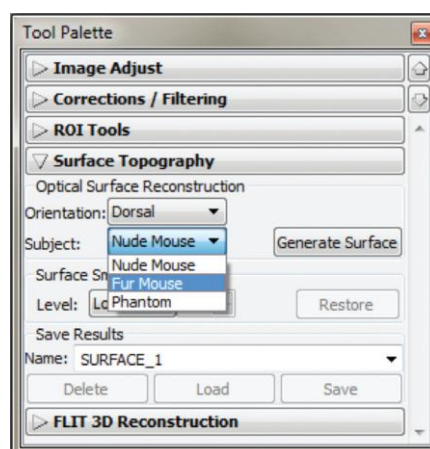 Tool Palette
Image Adjust
Corrections / Filtering
ROI Tools
Surface Topography
Optical Surface Reconstruction
Orientation: Dorsal
Subject: Nude Mouse Generate Surface
Nude Mouse
Surface
Fur Mouse
Level: Phantom Restore
Save Results
Name: SURFACE_1
Delete Load Save
FLIT 3D Reconstruction